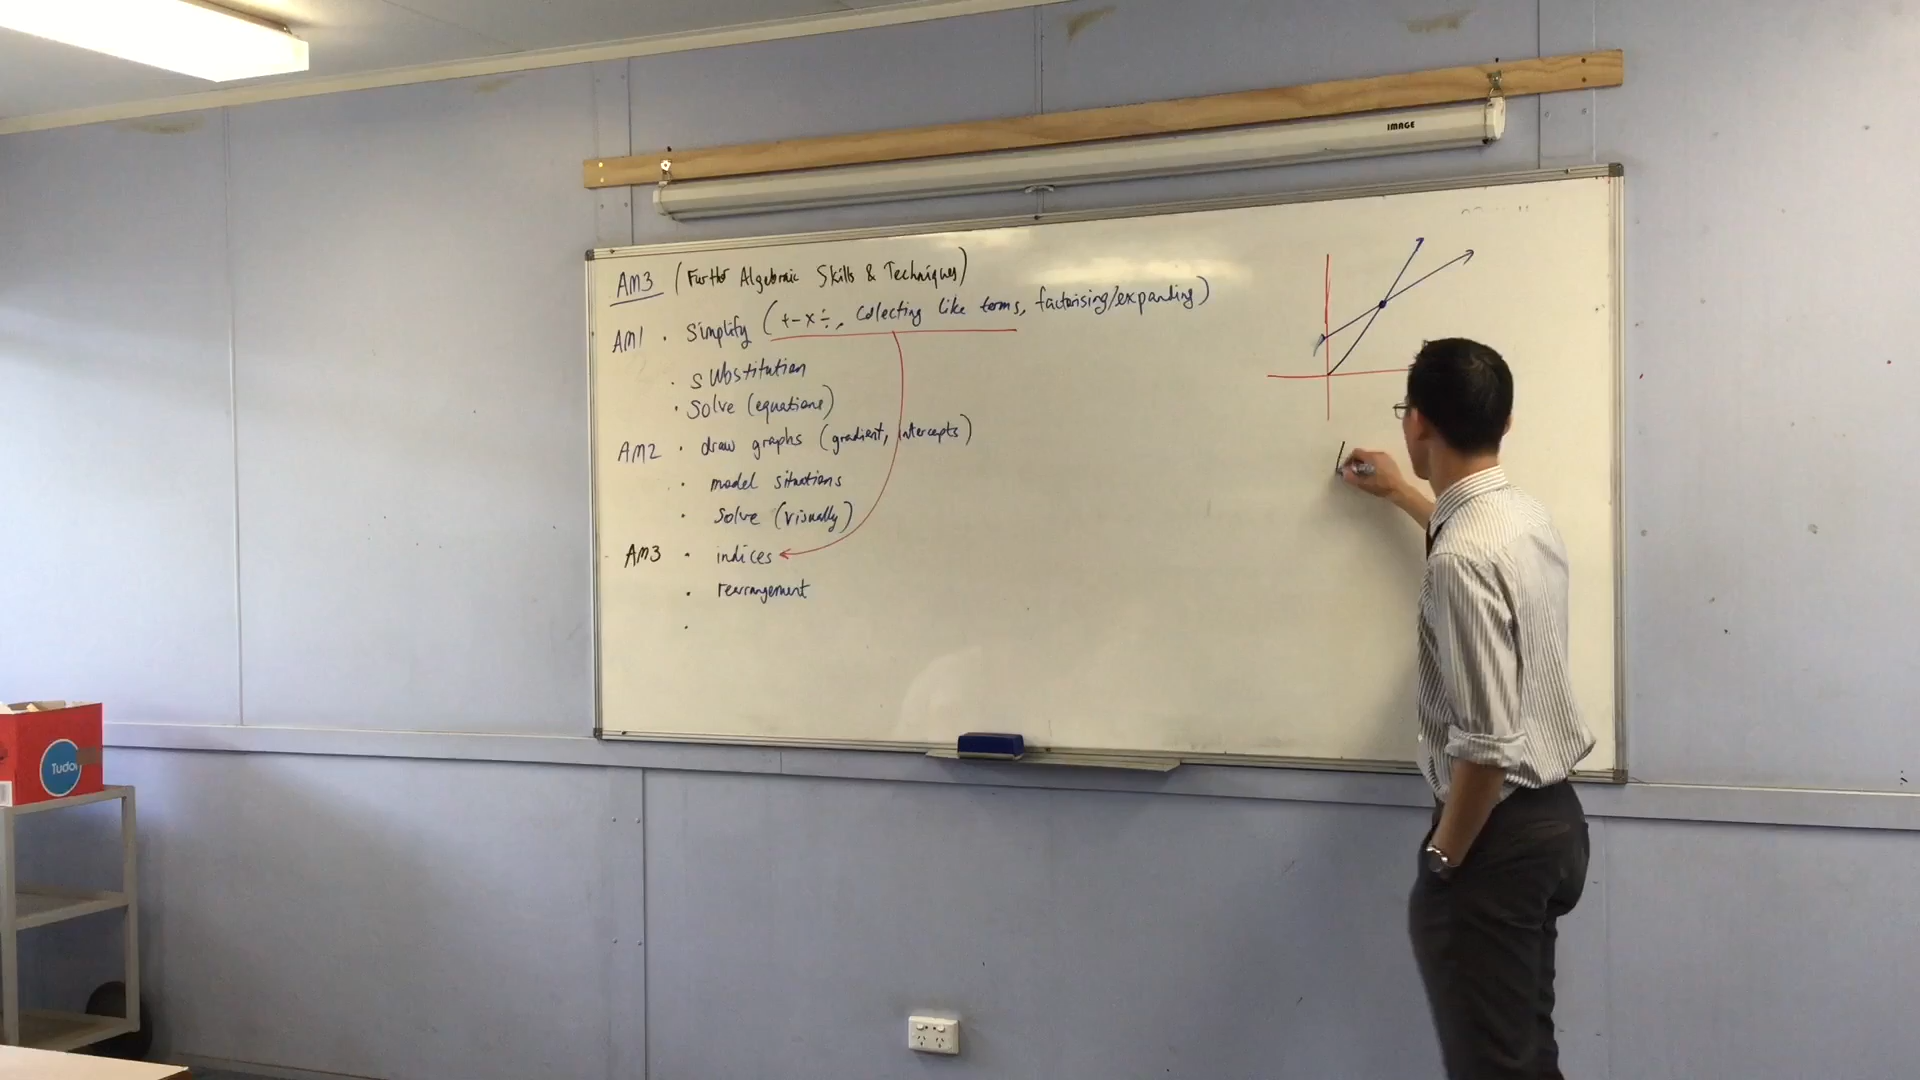 IMAGE
AM3 (Further Algebraic Skills & Techniques)
AM1 · Simplify (+-×÷, collecting like terms, factorising/expanding)
· substitution
· Solve (equations)
AM2 · draw graphs (gradient, intercepts)
· model situations
· Solve (visually)
AM3 · indices
· rearrangement
·
Tudor